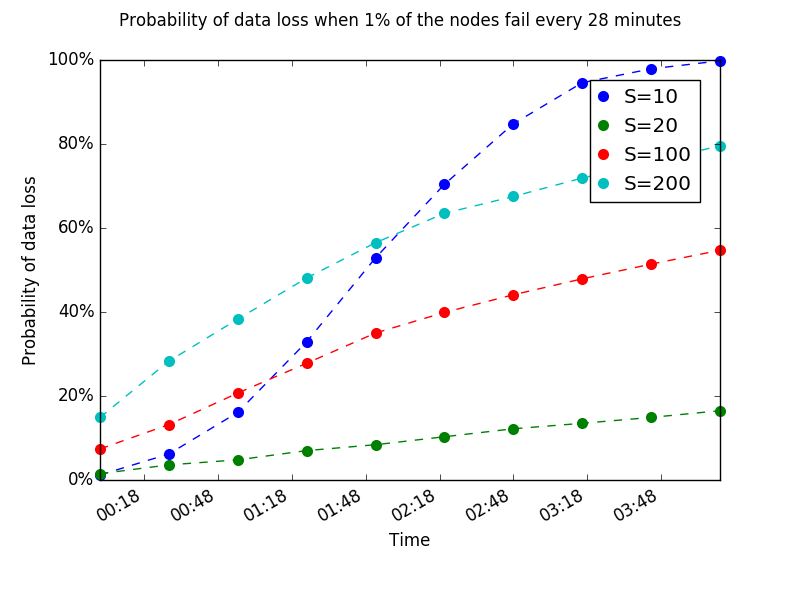 Probability of data loss when 1% of the nodes fail every 28 minutes
100%
80%
60%
40%
20%
0%
Probability of data loss
S=10
S=20
S=100
S=200
00:18
00:48
01:18
01:48
02:18
02:48
03:18
03:48
Time